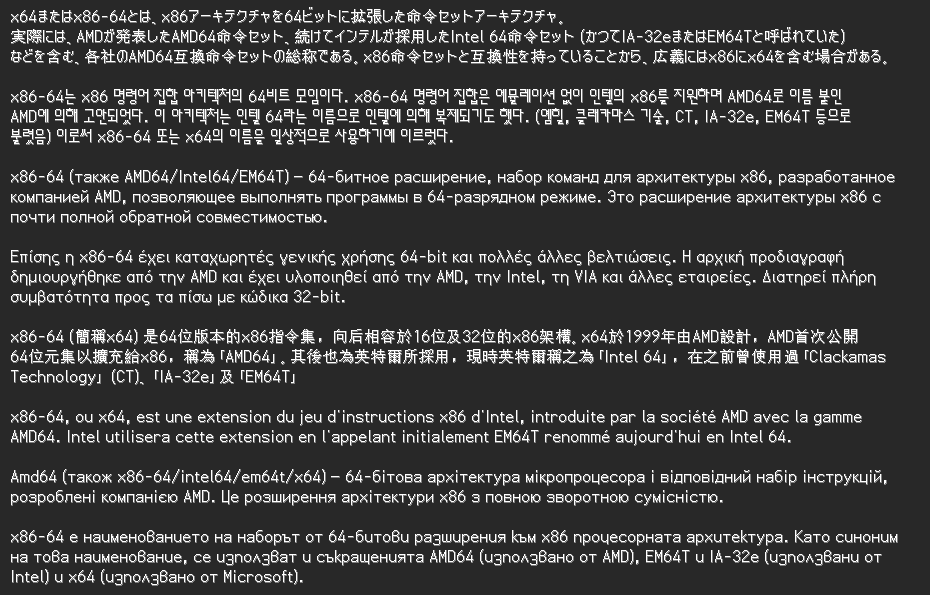 x64またはx86-64とは、x86アーキテクチャを64ビットに拡張した命令セットアーキテクチャ。
実際には、AMDが発表したAMD64命令セット、続けてインテルが採用したIntel 64命令セット (かつてIA-32eまたはEM64Tと呼ばれていた)
などを含む、各社のAMD64互換命令セットの総称である。x86命令セットと互換性を持っていることから、広義にはx86にx64を含む場合がある。
x86-64는 x86 명령어 집합 아키텍처의 64비트 모임이다. x86-64 명령어 집합은 에뮬레이션 없이 인텔의 x86를 지원하며 AMD64로 이름 붙인
AMD에 의해 고안되었다. 이 아키텍처는 인텔 64라는 이름으로 인텔에 의해 복제되기도 했다. (옘힐, 클래카마스 기술, CT, IA-32e, EM64T 등으로
불렸음) 이로써 x86-64 또는 x64의 이름을 일상적으로 사용하기에 이르렀다.
x86-64 (также AMD64/Intel64/EM64T) — 64-битное расширение, набор команд для архитектуры x86, разработанное
компанией AMD, позволяющее выполнять программы в 64-разрядном режиме. Это расширение архитектуры x86 с
почти полной обратной совместимостью.
Επίσης η x86-64 έχει καταχωρητές γενικής χρήσης 64-bit και πολλές άλλες βελτιώσεις. Η αρχική προδιαγραφή
δημιουργήθηκε από την AMD και έχει υλοποιηθεί από την AMD, την Intel, τη VIA και άλλες εταιρείες. Διατηρεί πλήρη
συμβατότητα προς τα πίσω με κώδικα 32-bit.
x86-64 (簡稱x64) 是64位版本的x86指令集，向后相容於16位及32位的x86架構。x64於1999年由AMD設計，AMD首次公開
64位元集以擴充給x86，稱為「AMD64」。其後也為英特爾所採用，現時英特爾稱之為「Intel 64」，在之前曾使用過「Clackamas
Technology」 (CT)、「IA-32e」及「EM64T」
x86-64, ou x64, est une extension du jeu d'instructions x86 d'Intel, introduite par la société AMD avec la gamme
AMD64. Intel utilisera cette extension en l'appelant initialement EM64T renommé aujourd'hui en Intel 64.
Amd64 (також x86-64/intel64/em64t/x64) — 64-бітова архітектура мікропроцесора і відповідний набір інструкцій,
розроблені компанією AMD. Це розширення архітектури x86 з повною зворотною сумісністю.
x86-64 е наименованието на наборът от 64-битови разширения към x86 процесорната архитектура. Като синоним
на това наименование, се използват и съкращенията AMD64 (използвано от AMD), EM64T и IA-32e (използвани от
Intel) и x64 (използвано от Microsoft).